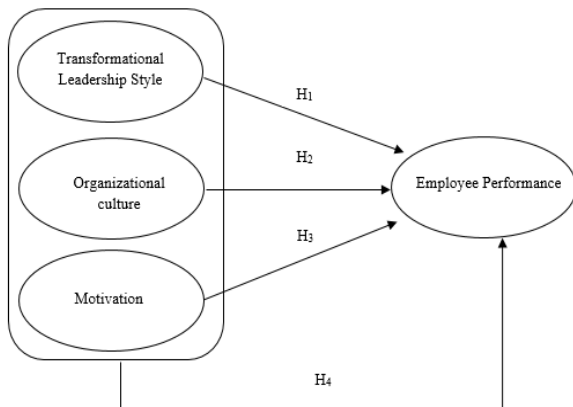 Transformational
Leadership Style
H1
H2
Organizational
culture
Employee Performance
H3
Motivation
H4